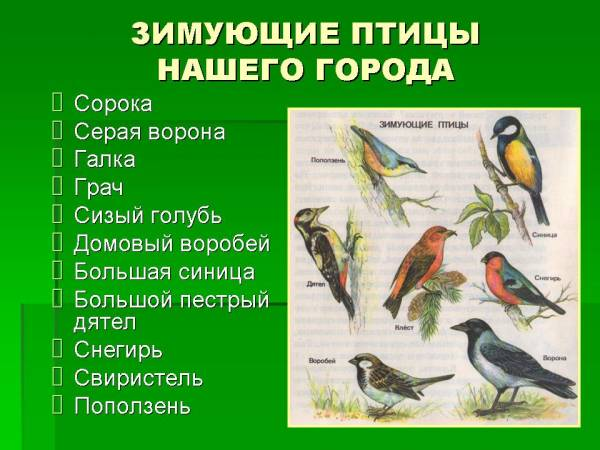 ЗИМУЮЩИЕ ПТИЦЫ
НАШЕГО ГОРОДА
Сорока
Серая ворона
Галка
Грач
Сизый голубь
Домовый воробей
Большая синица
Большой пестрый
дятел
Снегирь
Свиристель
Поползень
ЗИМУЮЩИЕ ПТИЦЫ
Поползень
Синица
Дятел
Клёст
Снегирь
Воробей
Ворона